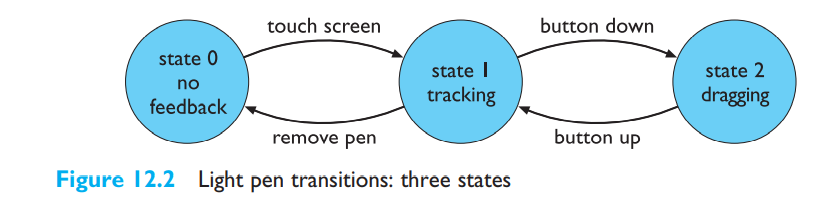 touch screen
button down
state 0
no
feedback
state 1
tracking
state 2
dragging
remove pen
button up
Figure 12.2 Light pen transitions: three states